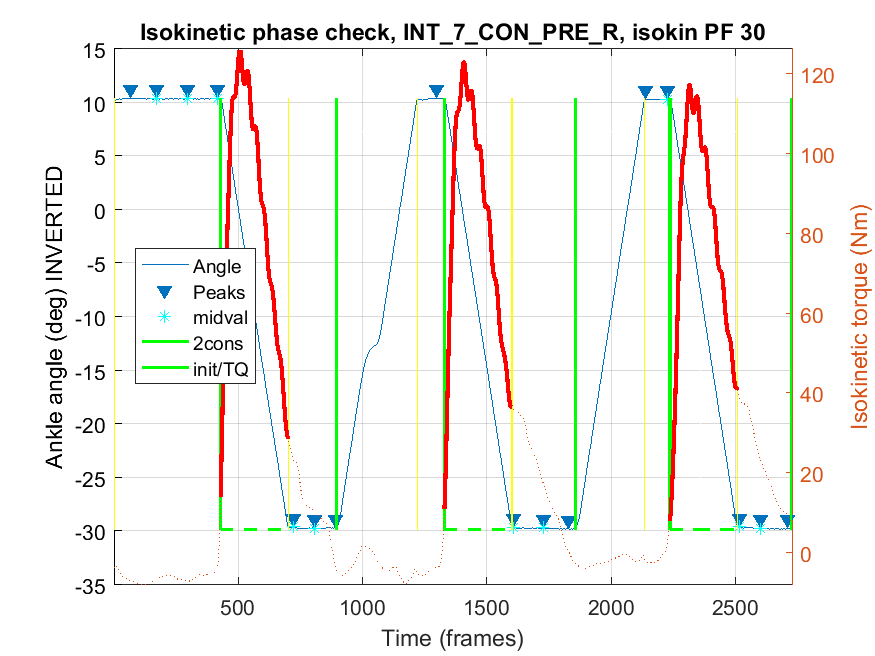 Isokinetic phase check, INT_7_CON_PRE_R, isokin PF 30
15
10
5
0
-5
-10
-15
-20
-25
-30
-35
Ankle angle (deg) INVERTED
Angle
Peaks
midval
2cons
init/TQ
120
100
80
60
40
20
0
Isokinetic torque (Nm)
500
1000
1500
2000
2500
Time (frames)